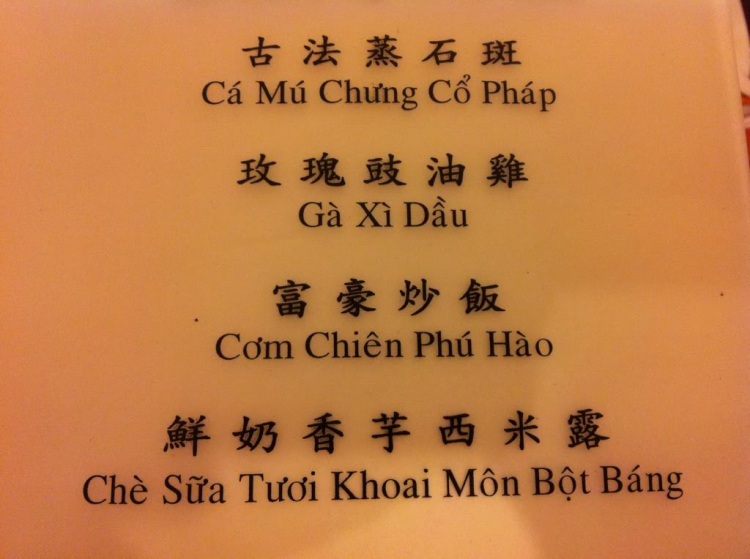 古法蒸石斑
Cá Mú Chưng Cổ Pháp
玫瑰豉油雞
Gà Xì Dầu
富豪炒飯
Cơm Chiên Phú Hào
鮮奶香芋西米露
Chè Sữa Tươi Khoai Môn Bột Báng